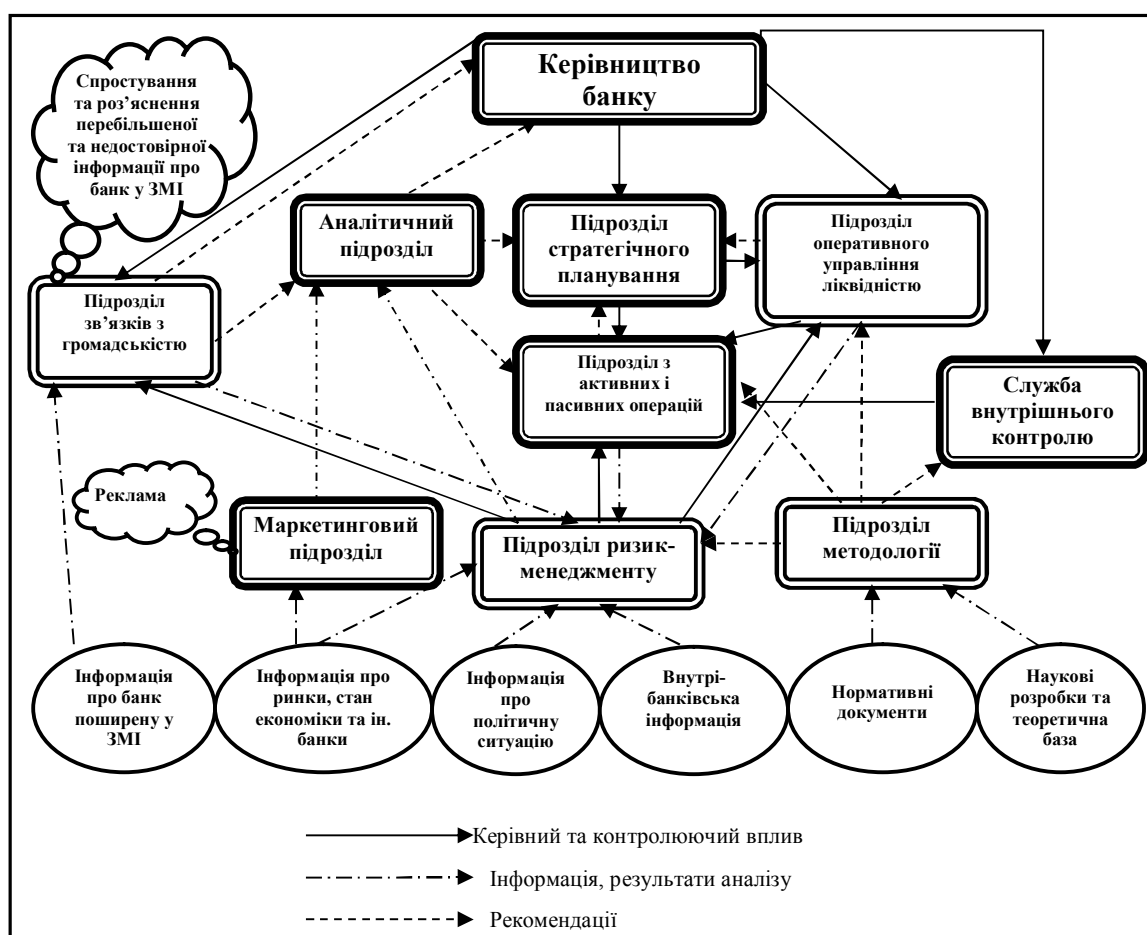 Керівництво
банку
Спростування
та роз’яснення
перебільшеної
та недостовірної
інформації про
банк у ЗМІ
Аналітичний
підрозділ
Підрозділ
стратегічного
планування
Підрозділ
оперативного
управління
ліквідністю
Підрозділ
зв’язків з
громадськістю
Підрозділ з
активних і
пасивних операцій
Служба
внутрішнього
контролю
Реклама
Маркетинговий
підрозділ
Підрозділ ризик-
менеджменту
Підрозділ
методології
Інформація
про банк
поширену у
ЗМІ
Інформація про
ринки, стан
економіки та ін.
банки
Інформація
про
політичну
ситуацію
Внутрі-
банківська
інформація
Нормативні
документи
Наукові
розробки та
теоретична
база
Керівний та контролюючий вплив
Інформація, результати аналізу
Рекомендації